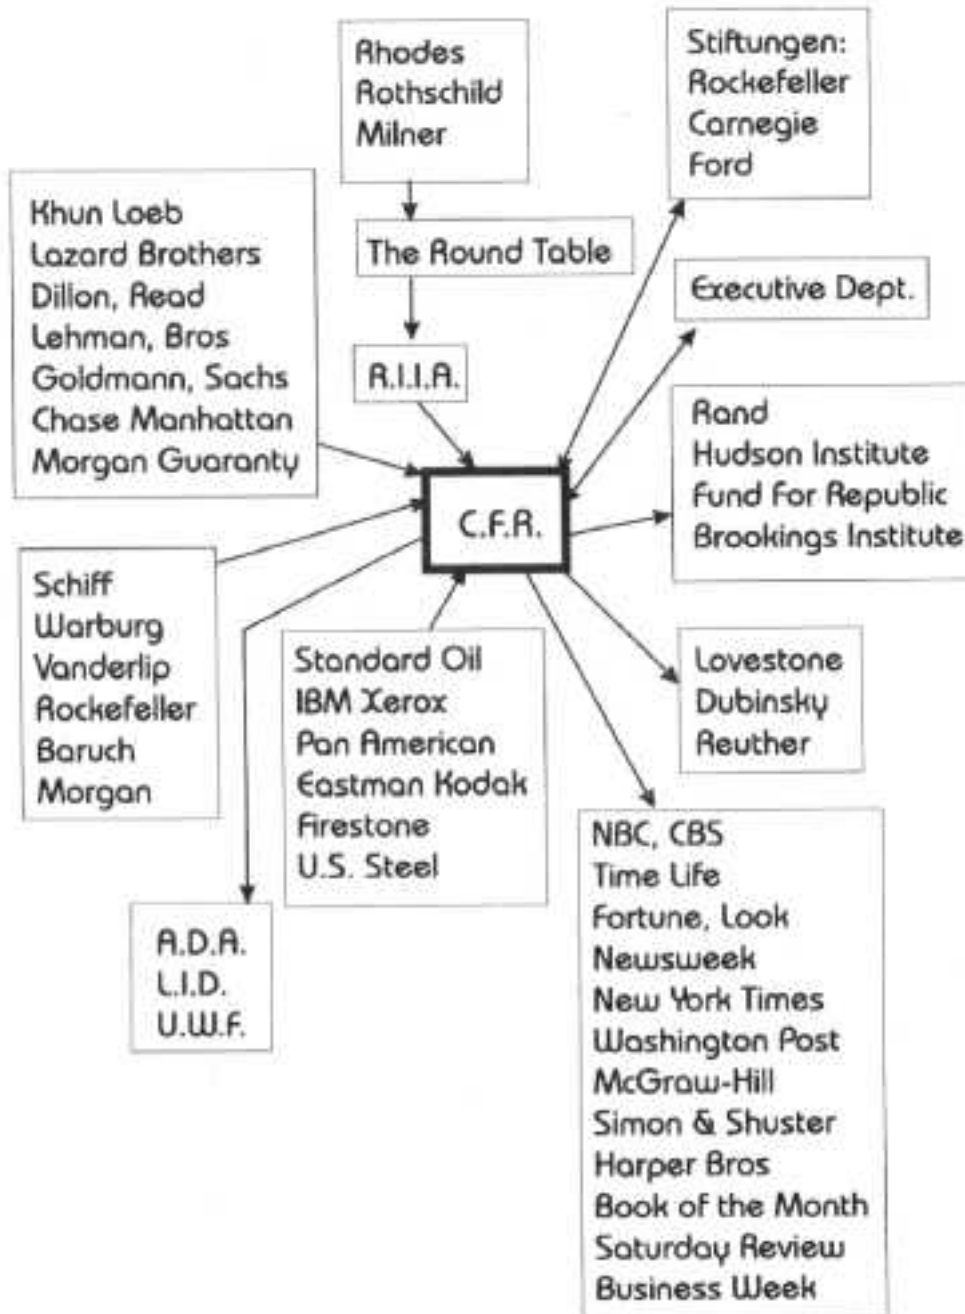 Rhodes
Rothschild
Milner
Stiftungen:
Rockefeller
Carnegie
Ford
Khun Loeb
Lazard Brothers
Dillon, Read
Lehman, Bros
Goldmann, Sachs
Chase Manhattan
Morgan Guaranty
The Round Table
Executive Dept.
R.I.I.A.
Rand
Hudson Institute
Fund For Republic
Brookings Institute
C.F.R.
Schiff
Warburg
Vanderlip
Rockefeller
Baruch
Morgan
Standard Oil
IBM Xerox
Pan American
Eastman Kodak
Firestone
U.S. Steel
Lovestone
Dubinsky
Reuther
A.D.A.
L.I.D.
U.W.F.
NBC, CBS
Time Life
Fortune, Look
Newsweek
New York Times
Washington Post
McGraw-Hill
Simon & Shuster
Harper Bros
Book of the Month
Saturday Review
Business Week